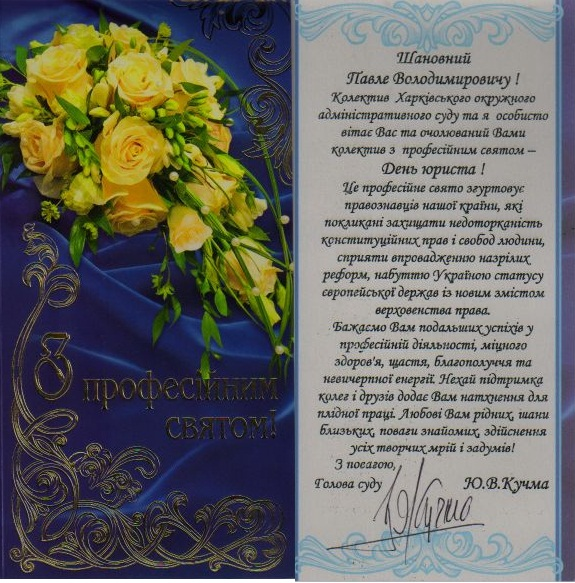 З професійним
святом!
Шановний
Павле Володимировичу !
Колектив Харківського окружного
адміністративного суду та я особисто
вітає Вас та очолюваний Вами
колектив з професійним святом –
День юриста !
Це професійне свято згуртовує
правознавців нашої країни, які
покликані захищати недоторканість
конституційних прав і свобод людини,
сприяти впровадженню назрілих
реформ, набуттю Україною статусу
європейської держав із новим змістом
верховенства права.
Бажаємо Вам подальших успіхів у
професійній діяльності, міцного
здоров'я, щастя, благополуччя та
невичерпної енергії. Нехай підтримка
колег і друзів додає Вам натхнення для
плідної праці. Любові Вам рідних, шани
близьких, поваги знайомих, здійснення
усіх творчих мрій і задумів!
З повагою,
Голова суду Ю.В.Кучма